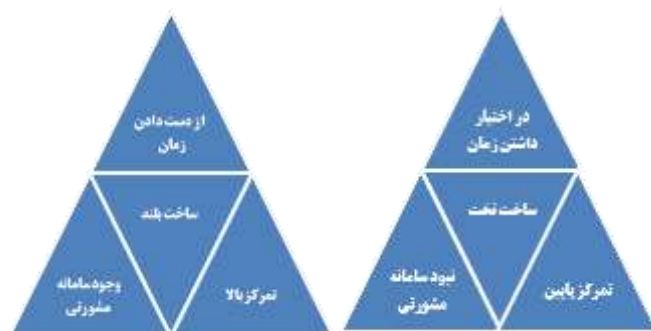 در اختیار
داشتن زمان
ساخت تخت
نبود سامانه
مشورتی
تمرکز پایین
از دست دادن
زمان
ساخت بلند
وجود سامانه
مشورتی
تمرکز بالا